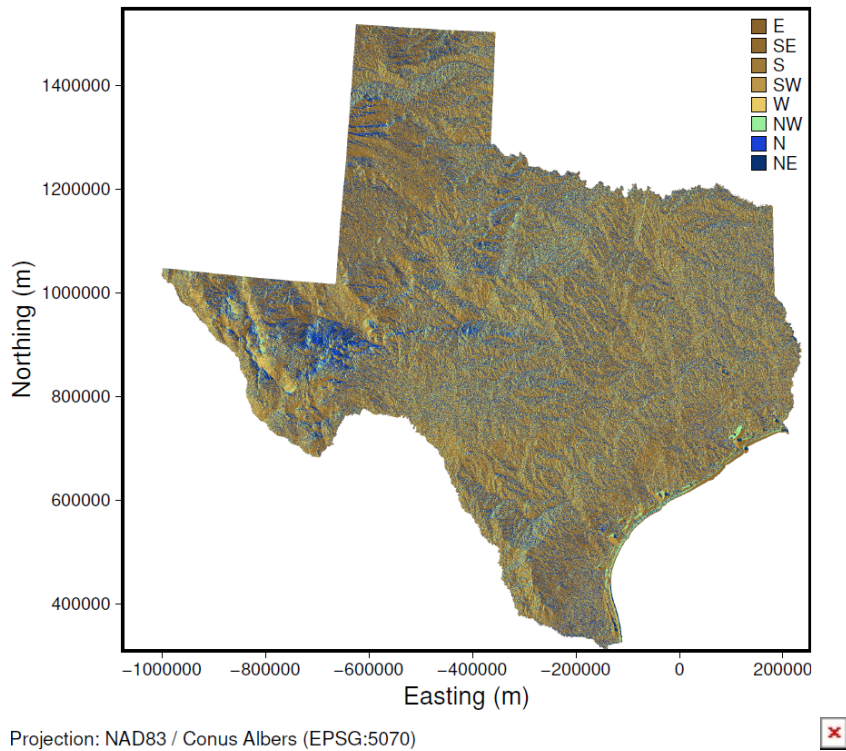 E
SE
S
SW
W
NW
N
NE
1400000
1200000
1000000
800000
600000
400000
Northing (m)
−1000000 −800000 −600000 −400000 −200000 0 200000
Easting (m)
Projection: NAD83 / Conus Albers (EPSG:5070)